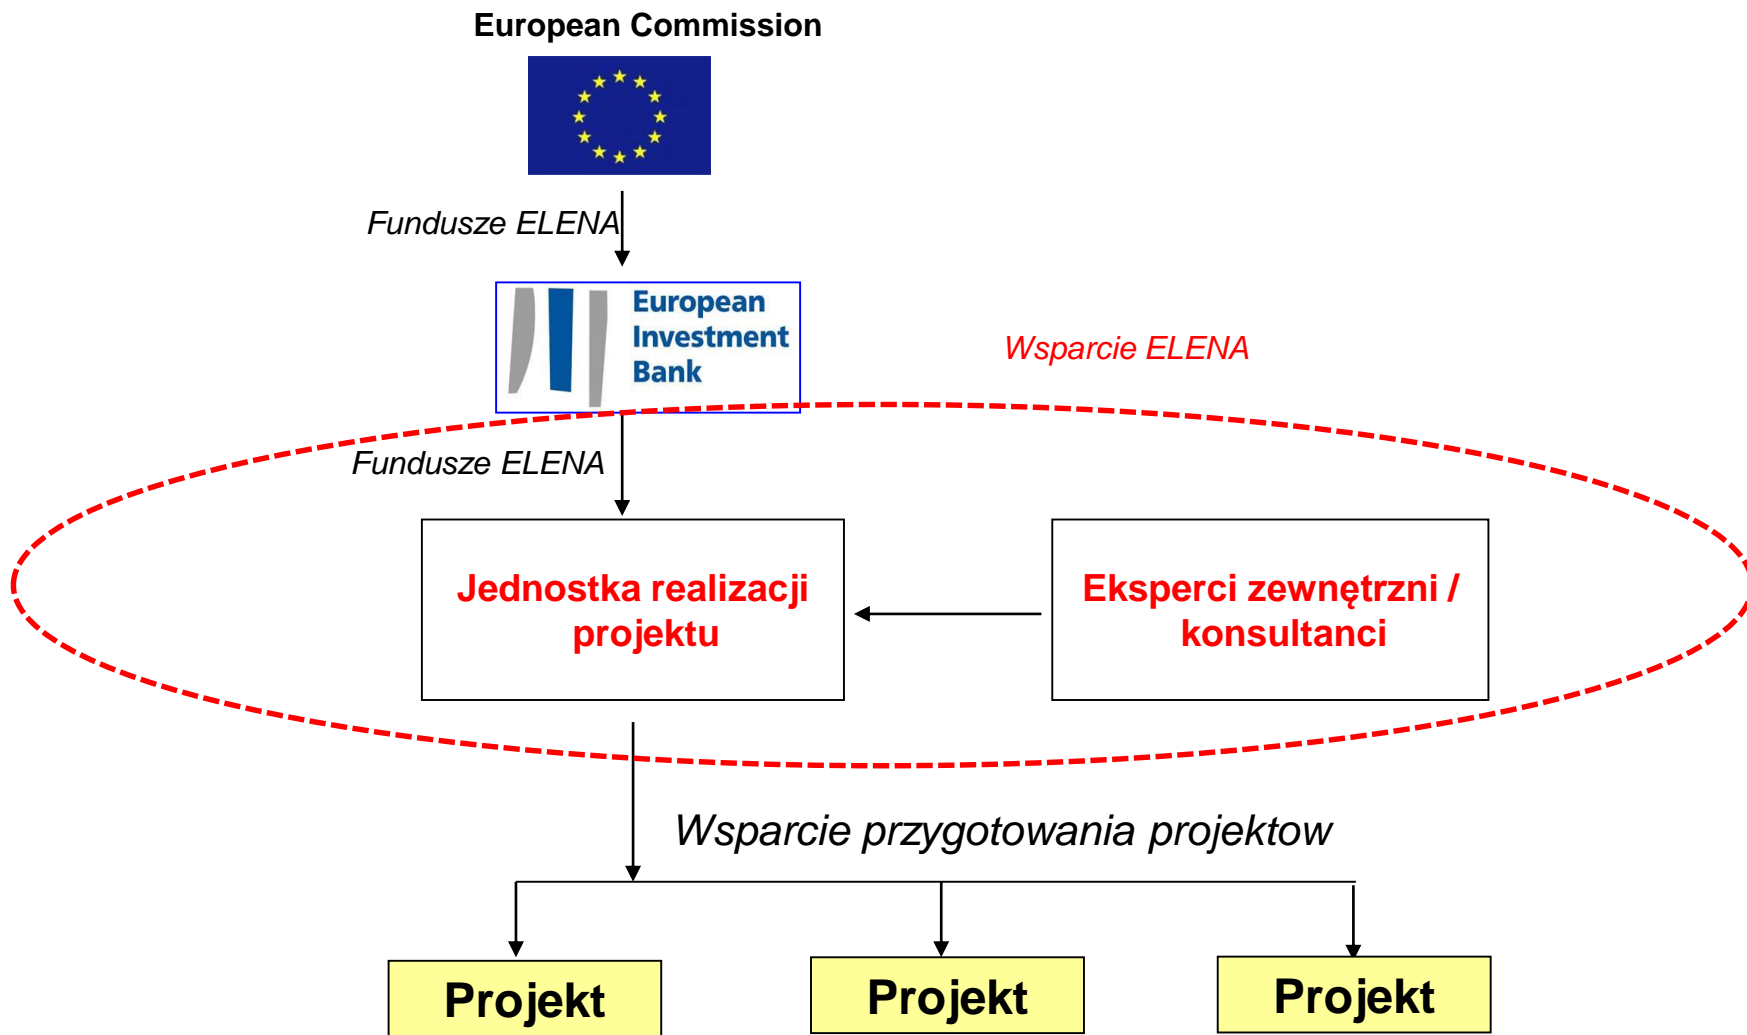 European Commission
Fundusze ELENA
European
Investment
Bank
Wsparcie ELENA
Fundusze ELENA
Jednostka realizacji
projektu
Eksperci zewnętrzni /
konsultanci
Wsparcie przygotowania projektow
Projekt
Projekt
Projekt